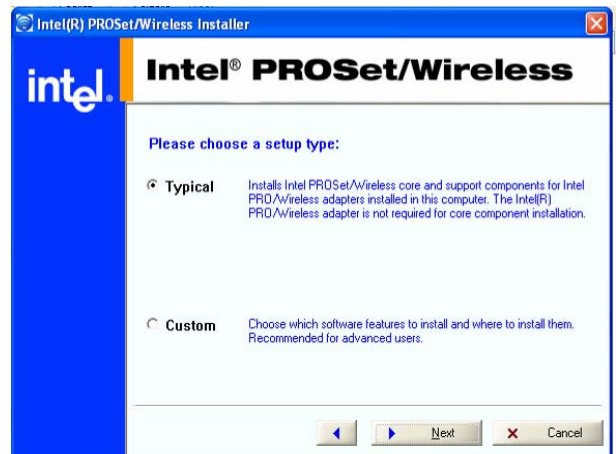 Intel(R) PROSet/Wireless Installer
intel.
Intel® PROSet/Wireless
Please choose a setup type:
Typical
Installs Intel PROSet/Wireless core and support components for Intel
PRO/Wireless adapters installed in this computer. The Intel(R)
PRO/Wireless adapter is not required for core component installation.
Custom
Choose which software features to install and where to install them.
Recommended for advanced users.
Next
Cancel